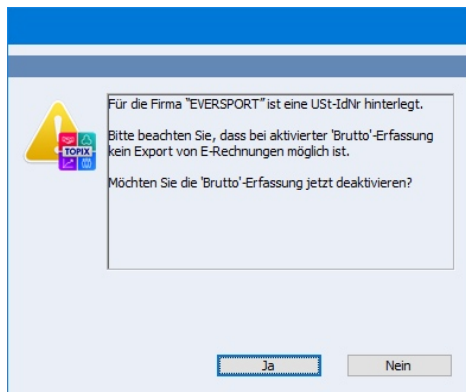 Für die Firma "EVERSPORT" ist eine USt-IdNr hinterlegt.
Bitte beachten Sie, dass bei aktivierter 'Brutto'-Erfassung
kein Export von E-Rechnungen möglich ist.
Möchten Sie die 'Brutto'-Erfassung jetzt deaktivieren?
TOPIX
Ja
Nein